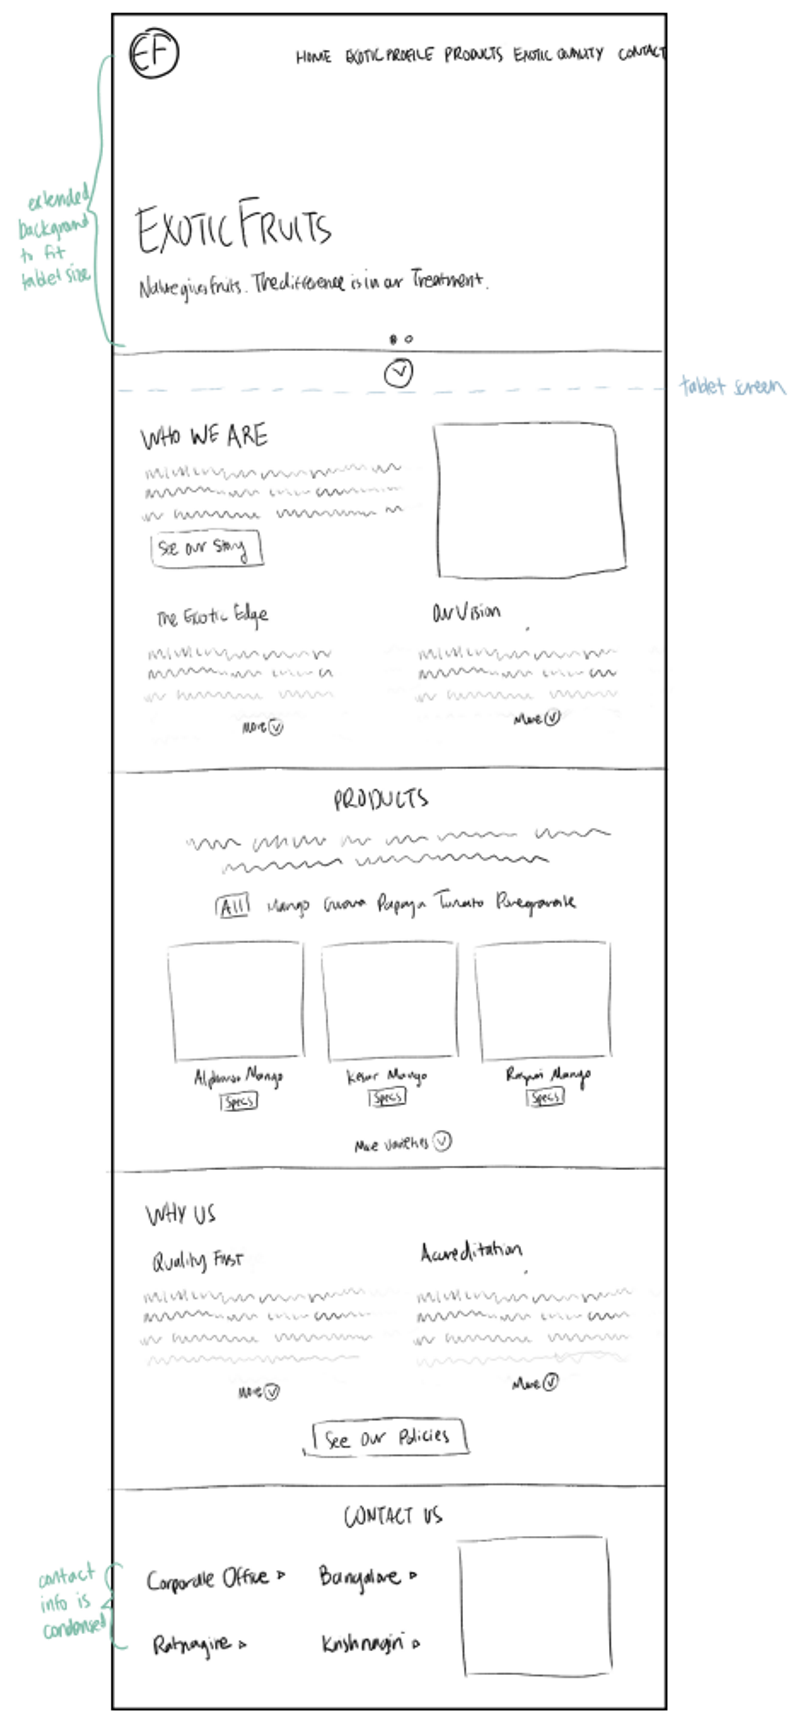 EF
HOME EXOTIC PROFILE PRODUCTS EXOTIC QUALITY CONTACT
extended
background
to fit
tablet size
EXOTIC FRUITS
Nature gives fruits. The difference is in our Treatment.
tablet screen
WHO WE ARE
See our Story
The Exotic Edge
Our Vision
More
More
PRODUCTS
All Mango Guava Papaya Tomato
Alphonso Mango
Kesar Mango
Mango
Specs
Specs
Specs
More varieties
WHY US
Quality First
Accreditation
More
More
See Our Policies
CONTACT US
contact
info is
condensed
Corporate Office
Bangalore
Ratnagire
Krishnagiri